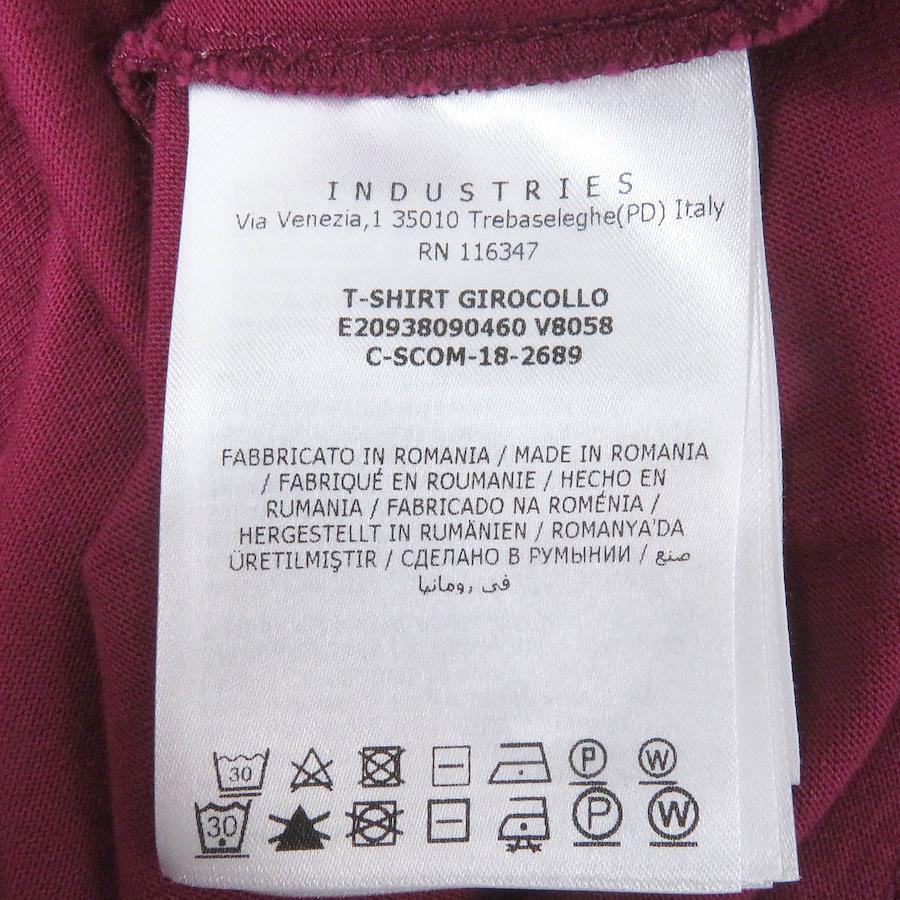 INDUSTRIES
Via Venezia,1 35010 Trebaseleghe(PD) Italy
RN 116347
T-SHIRT GIROCOLLO
E20938090460 V8058
C-SCOM-18-2689
FABBRICATO IN ROMANIA / MADE IN ROMANIA
/ FABRIQUÉ EN ROUMANIE / HECHO EN
RUMANIA / FABRICADO NA ROMÉNIA /
HERGESTELLT IN RUMÄNIEN / ROMANYA'DA
ÜRETILMIŞTIR / СДЕЛАНО В РУМЫНИИ / صنع
في رومانيا
30 P W
30 P W